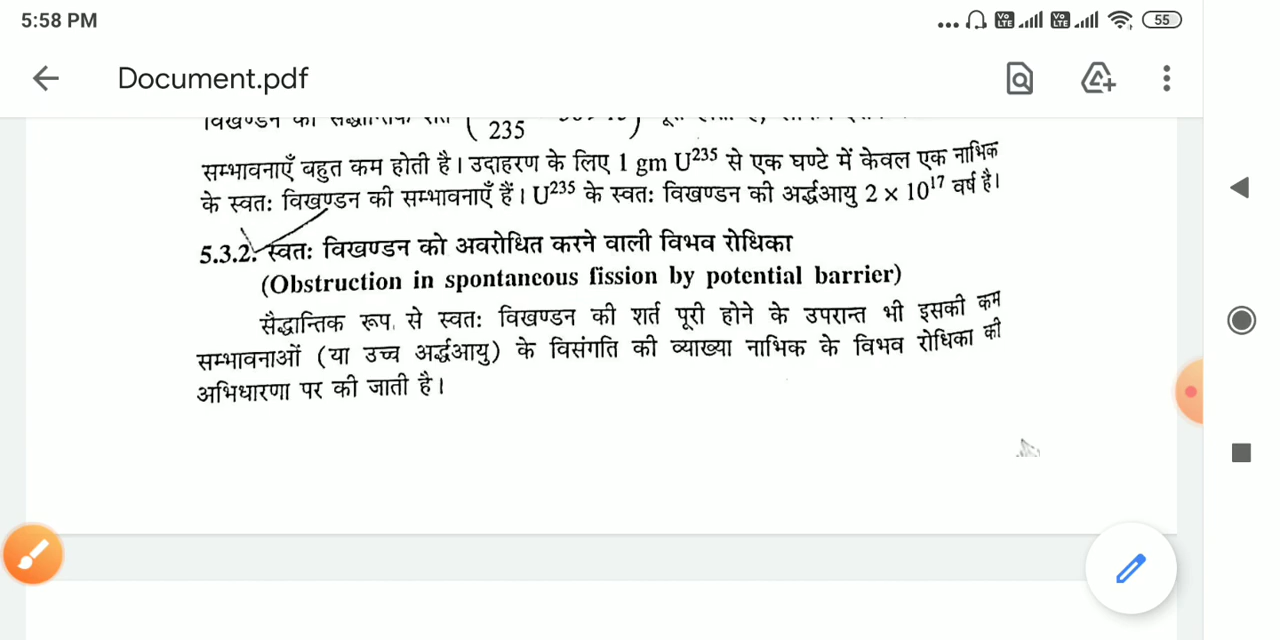 5:58 PM
55
Document.pdf
235
सम्भावनाएँ बहुत कम होती है। उदाहरण के लिए 1 gm U²³⁵ से एक घण्टे में केवल एक नाभिक
के स्वत: विखण्डन की सम्भावनाएँ हैं। U²³⁵ के स्वत: विखण्डन की अर्द्धआयु 2 × 10¹⁷ वर्ष है।
5.3.2. स्वत: विखण्डन को अवरोधित करने वाली विभव रोधिका
(Obstruction in spontaneous fission by potential barrier)
सैद्धान्तिक रूप से स्वत: विखण्डन की शर्त पूरी होने के उपरान्त भी इसकी कम
सम्भावनाओं (या उच्च अर्द्धआयु) के विसंगति की व्याख्या नाभिक के विभव रोधिका की
अभिधारणा पर की जाती है।